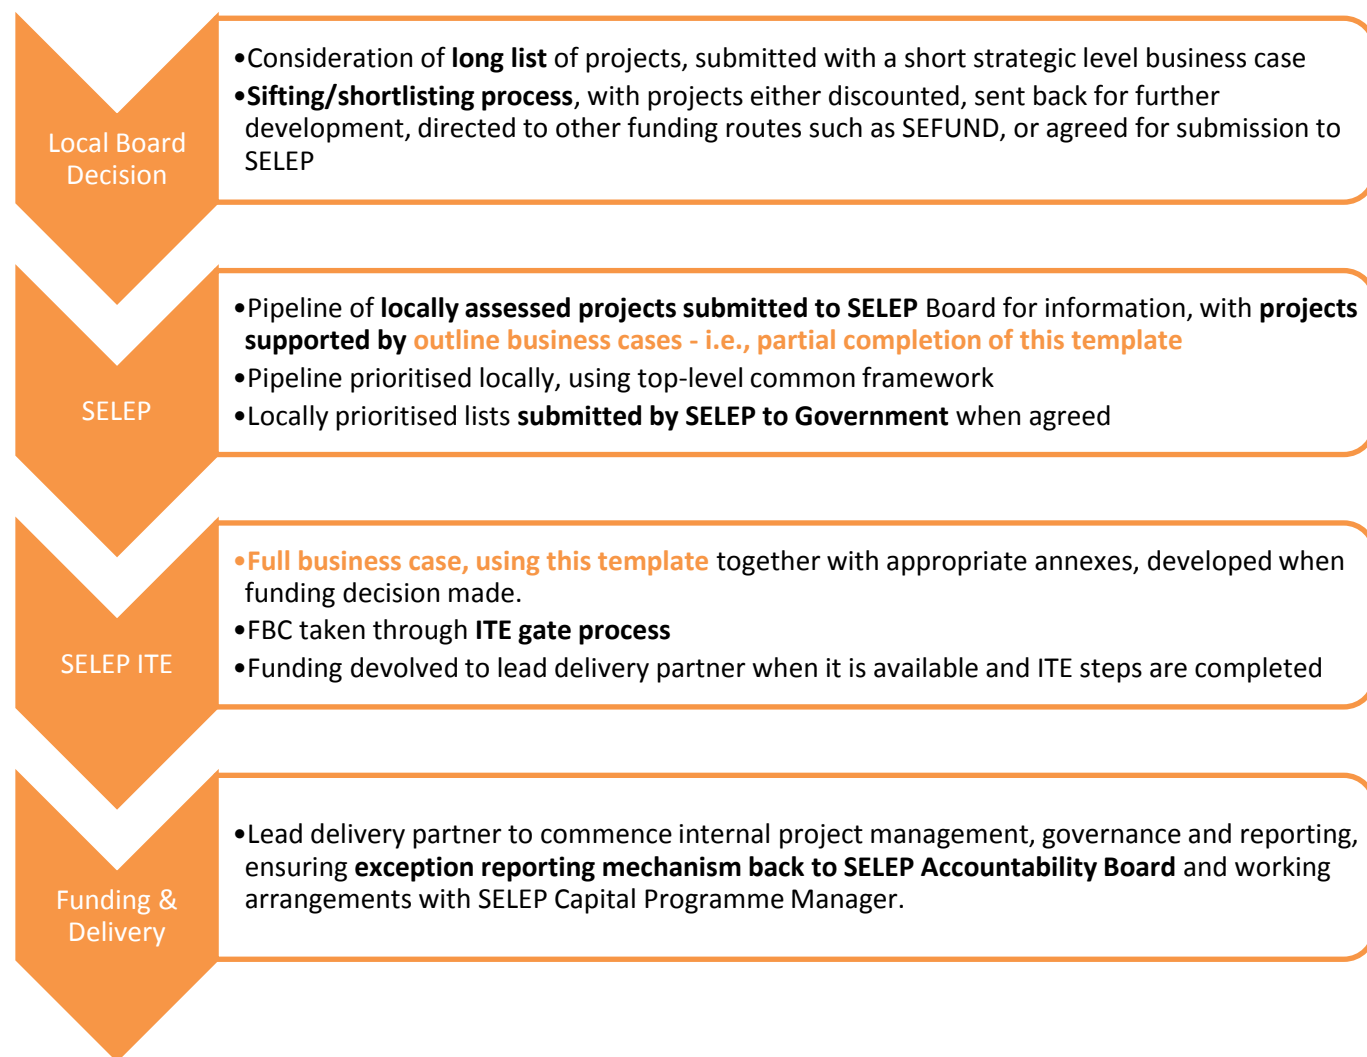 Local Board
Decision
•Consideration of long list of projects, submitted with a short strategic level business case
•Sifting/shortlisting process, with projects either discounted, sent back for further
development, directed to other funding routes such as SEFUND, or agreed for submission to
SELEP
SELEP
•Pipeline of locally assessed projects submitted to SELEP Board for information, with projects
supported by outline business cases - i.e., partial completion of this template
•Pipeline prioritised locally, using top-level common framework
•Locally prioritised lists submitted by SELEP to Government when agreed
SELEP ITE
•Full business case, using this template together with appropriate annexes, developed when
funding decision made.
•FBC taken through ITE gate process
•Funding devolved to lead delivery partner when it is available and ITE steps are completed
Funding &
Delivery
•Lead delivery partner to commence internal project management, governance and reporting,
ensuring exception reporting mechanism back to SELEP Accountability Board and working
arrangements with SELEP Capital Programme Manager.